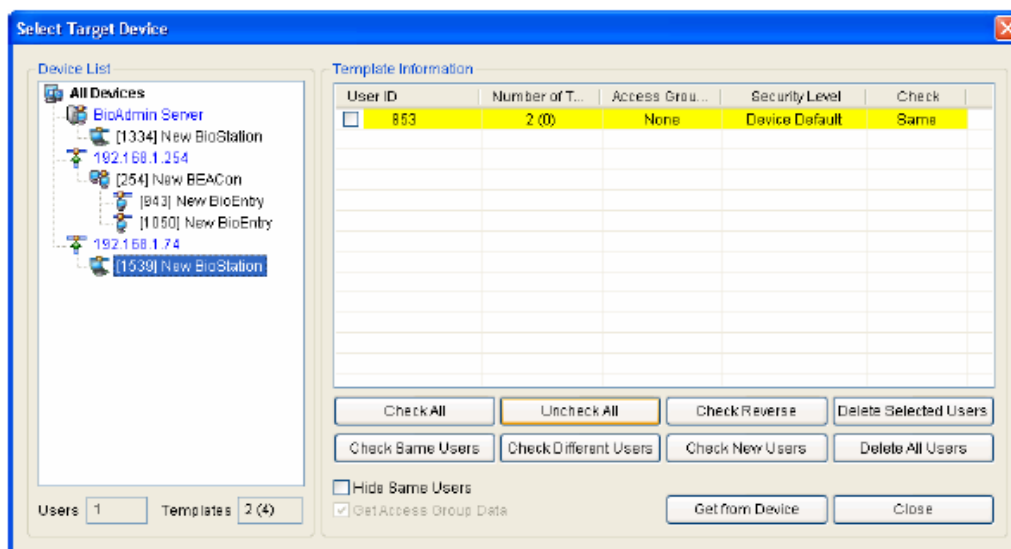 Select Target Device
Device List
All Devices
BioAdmin Server
[1334] New BioStation
192.168.1.254
[254] New BEACon
[943] New BioEntry
[1050] New BioEntry
192.168.1.74
[1539] New BioStation
Users 1 Templates 2 (4)
Template Information
User ID Number of T... Access Grou... Security Level Check
853 2 (0) None Device Default Same
Check All Uncheck All Check Reverse Delete Selected Users
Check Same Users Check Different Users Check New Users Delete All Users
Hide Same Users
Get Access Group Data
Get from Device Close